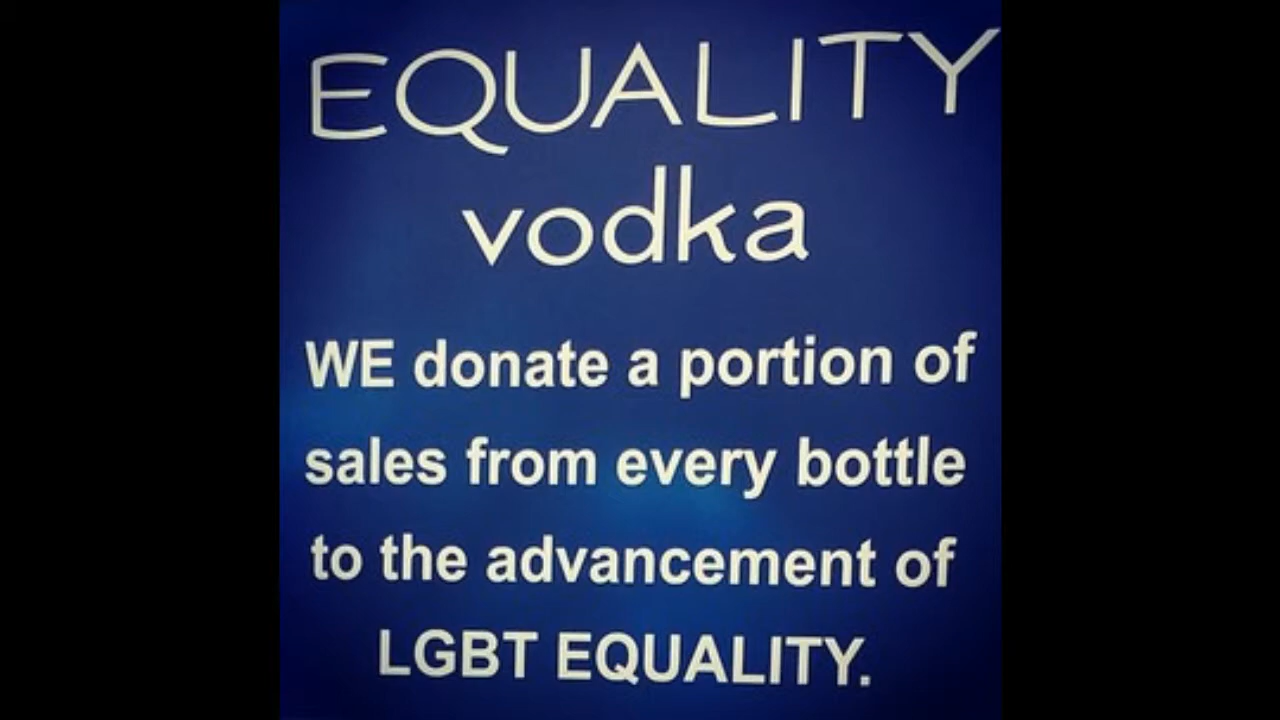 EQUALITY
vodka
WE donate a portion of
sales from every bottle
to the advancement of
LGBT EQUALITY.